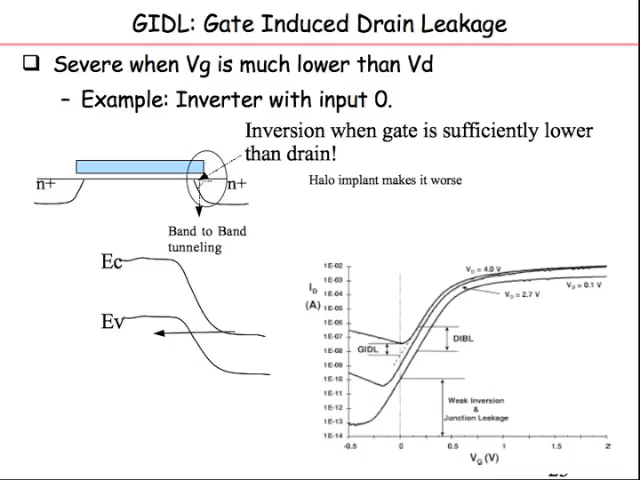 GIDL: Gate Induced Drain Leakage
Severe when Vg is much lower than Vd
– Example: Inverter with input 0.
Inversion when gate is sufficiently lower
than drain!
n+
n+
Halo implant makes it worse
Band to Band
tunneling
Ec
Ev
1E-02
1E-03
1E-04
1E-05
1E-06
1E-07
1E-08
1E-09
1E-10
1E-11
1E-12
1E-13
1E-14
I_D
(A)
V_D = 4.0 V
V_D = 0.1 V
V_D = 2.7 V
GIDL
DIBL
Weak Inversion
&
Junction Leakage
-0.5
0
0.5
1
1.5
2
V_G (V)